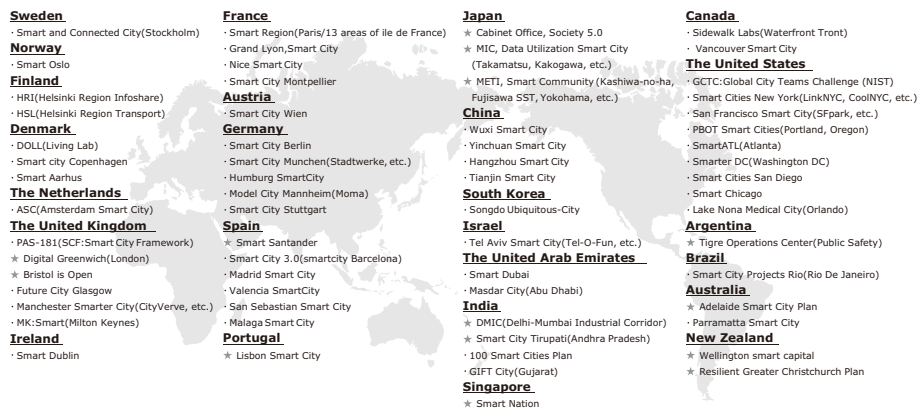 Sweden
· Smart and Connected City(Stockholm)
Norway
· Smart Oslo
Finland
· HRI(Helsinki Region Infoshare)
· HSL(Helsinki Region Transport)
Denmark
· DOLL(Living Lab)
· Smart city Copenhagen
· Smart Aarhus
The Netherlands
· ASC(Amsterdam Smart City)
The United Kingdom
· PAS-181(SCF:Smart City Framework)
★ Digital Greenwich(London)
★ Bristol is Open
· Future City Glasgow
· Manchester Smarter City(CityVerve, etc.)
· MK:Smart(Milton Keynes)
Ireland
· Smart Dublin
France
· Smart Region(Paris/13 areas of ile de France)
· Grand Lyon,Smart City
· Nice Smart City
· Smart City Montpellier
Austria
· Smart City Wien
Germany
· Smart City Berlin
· Smart City Munchen(Stadtwerke, etc.)
· Humburg SmartCity
· Model City Mannheim(Moma)
· Smart City Stuttgart
Spain
★ Smart Santander
· Smart City 3.0(smartcity Barcelona)
· Madrid Smart City
· Valencia SmartCity
· San Sebastian Smart City
· Malaga Smart City
Portugal
★ Lisbon Smart City
Japan
★ Cabinet Office, Society 5.0
★ MIC, Data Utilization Smart City
(Takamatsu, Kakogawa, etc.)
★ METI, Smart Community (Kashiwa-no-ha,
Fujisawa SST, Yokohama, etc.)
China
· Wuxi Smart City
· Yinchuan Smart City
· Hangzhou Smart City
· Tianjin Smart City
South Korea
· Songdo Ubiquitous-City
Israel
· Tel Aviv Smart City(Tel-O-Fun, etc.)
The United Arab Emirates
· Smart Dubai
· Masdar City(Abu Dhabi)
India
★ DMIC(Delhi-Mumbai Industrial Corridor)
★ Smart City Tirupati(Andhra Pradesh)
· 100 Smart Cities Plan
· GIFT City(Gujarat)
Singapore
★ Smart Nation
Canada
· Sidewalk Labs(Waterfront Tront)
· Vancouver Smart City
The United States
· GCTC:Global City Teams Challenge (NIST)
· Smart Cities New York(LinkNYC, CoolNYC, etc.)
· San Francisco Smart City(SFpark, etc.)
· PBOT Smart Cities(Portland, Oregon)
· SmartATL(Atlanta)
· Smarter DC(Washington DC)
· Smart Cities San Diego
· Smart Chicago
· Lake Nona Medical City(Orlando)
Argentina
★ Tigre Operations Center(Public Safety)
Brazil
· Smart City Projects Rio(Rio De Janeiro)
Australia
★ Adelaide Smart City Plan
· Parramatta Smart City
New Zealand
★ Wellington smart capital
★ Resilient Greater Christchurch Plan